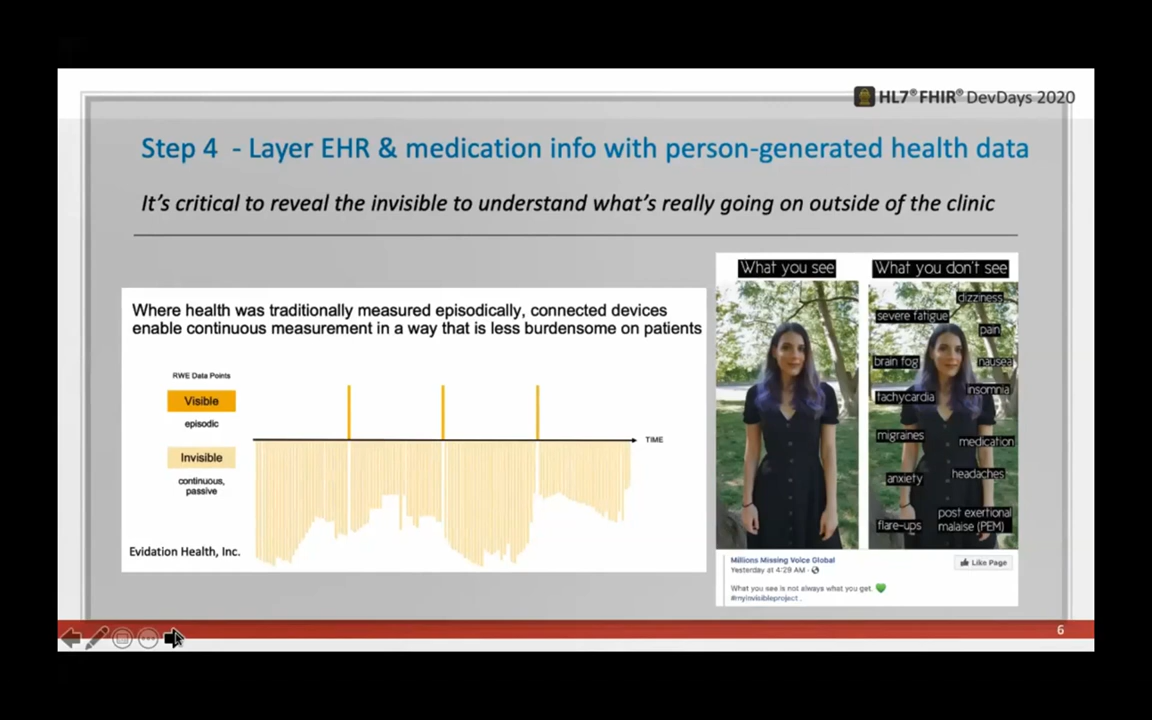 HL7® FHIR® DevDays 2020
Step 4 - Layer EHR & medication info with person-generated health data
It's critical to reveal the invisible to understand what's really going on outside of the clinic
Where health was traditionally measured episodically, connected devices
enable continuous measurement in a way that is less burdensome on patients
RWE Data Points
Visible
episodic
Invisible
continuous,
passive
TIME
Evidation Health, Inc.
What you see
What you don't see
dizziness
severe fatigue
pain
brain fog
nausea
insomnia
tachycardia
migraines
medication
anxiety
headaches
post exertional
malaise (PEM)
flare-ups
Millions Missing Voice Global
Yesterday at 4:29 AM ·
Like Page
What you see is not always what you get.
#myinvisibleproject .
6